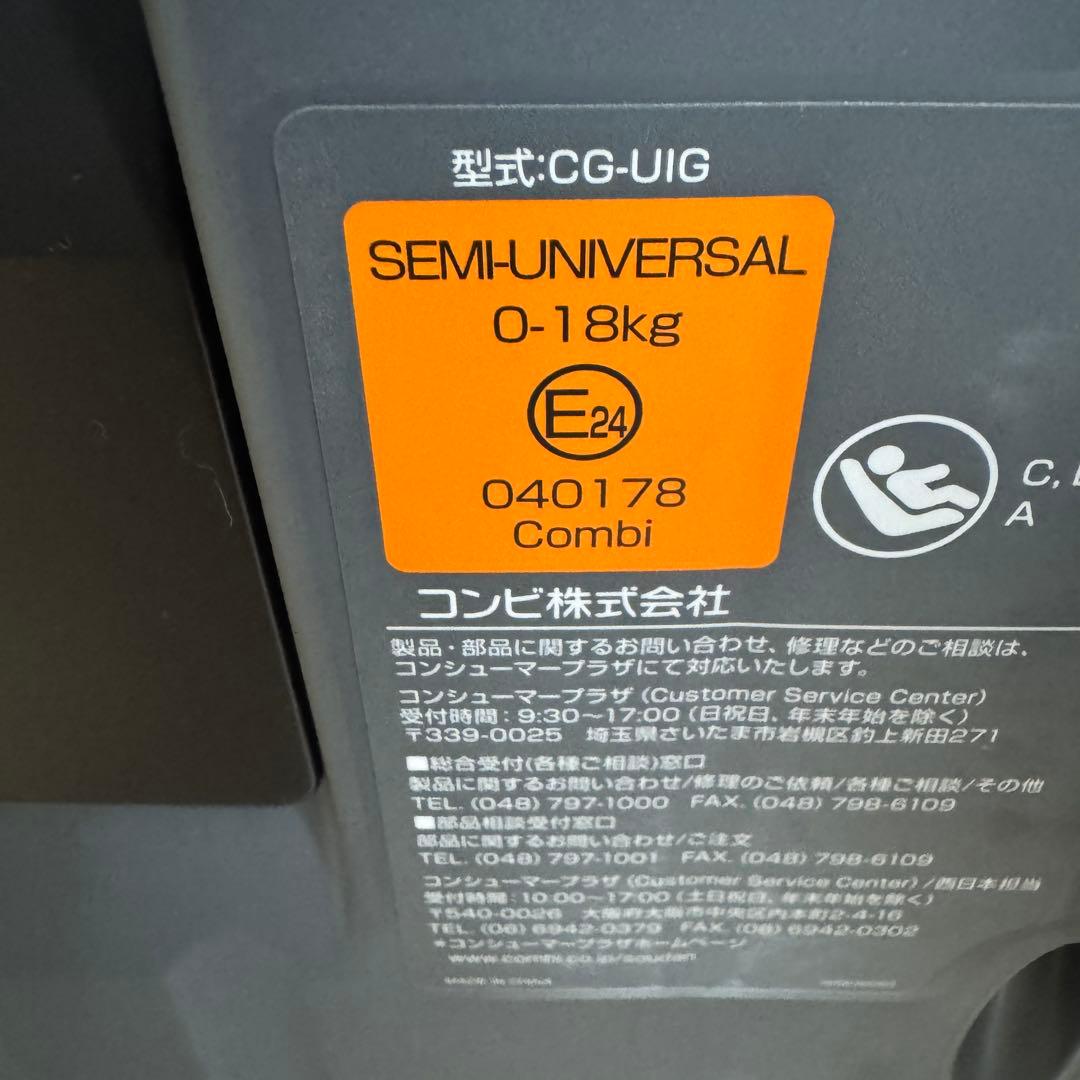 型式:CG-UIG
SEMI-UNIVERSAL
0-18kg
E24
040178
Combi
C,
A
コンビ株式会社
製品・部品に関するお問い合わせ、修理などのご相談は、
コンシューマープラザにて対応いたします。
コンシューマープラザ (Customer Service Center)
受付時間:9:30〜17:00 (日祝日、年末年始を除く)
〒339-0025 埼玉県さいたま市岩槻区釣上新田271
■総合受付(各種ご相談)窓口
製品に関するお問い合わせ/修理のご依頼/各種ご相談/その他
TEL. (048) 797-1000 FAX. (048) 798-6109
■部品相談受付窓口
部品に関するお問い合わせ/ご注文
TEL. (048) 797-1001 FAX. (048) 798-6109
コンシューマープラザ (Customer Service Center) /西日本担当
受付時間:10:00〜17:00 (土日祝日、年末年始を除く)
〒540-0026 大阪府大阪市中央区内本町2-4-16
TEL. (06) 6942-0379 FAX. (06) 6942-0302
*コンシューマープラザホームページ
www.combi.co.jp/soudan
MADE IN CHINA